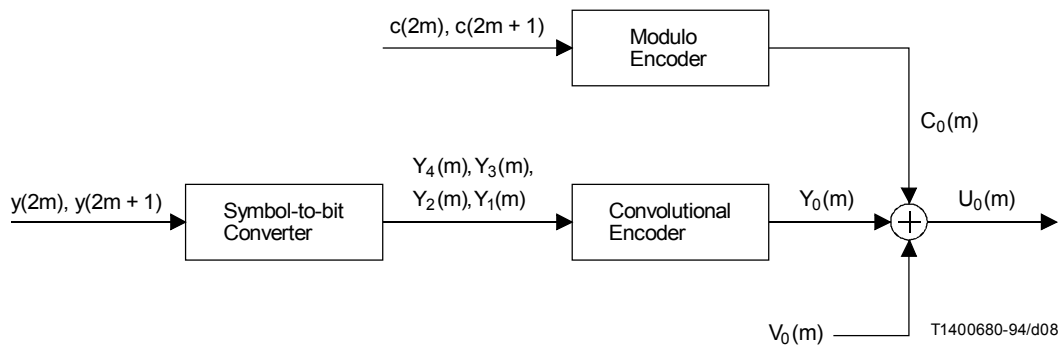 c(2m), c(2m + 1)
Modulo
Encoder
C₀(m)
y(2m), y(2m + 1)
Symbol-to-bit
Converter
Y₄(m), Y₃(m),
Y₂(m), Y₁(m)
Convolutional
Encoder
Y₀(m)
U₀(m)
V₀(m)
T1400680-94/d08